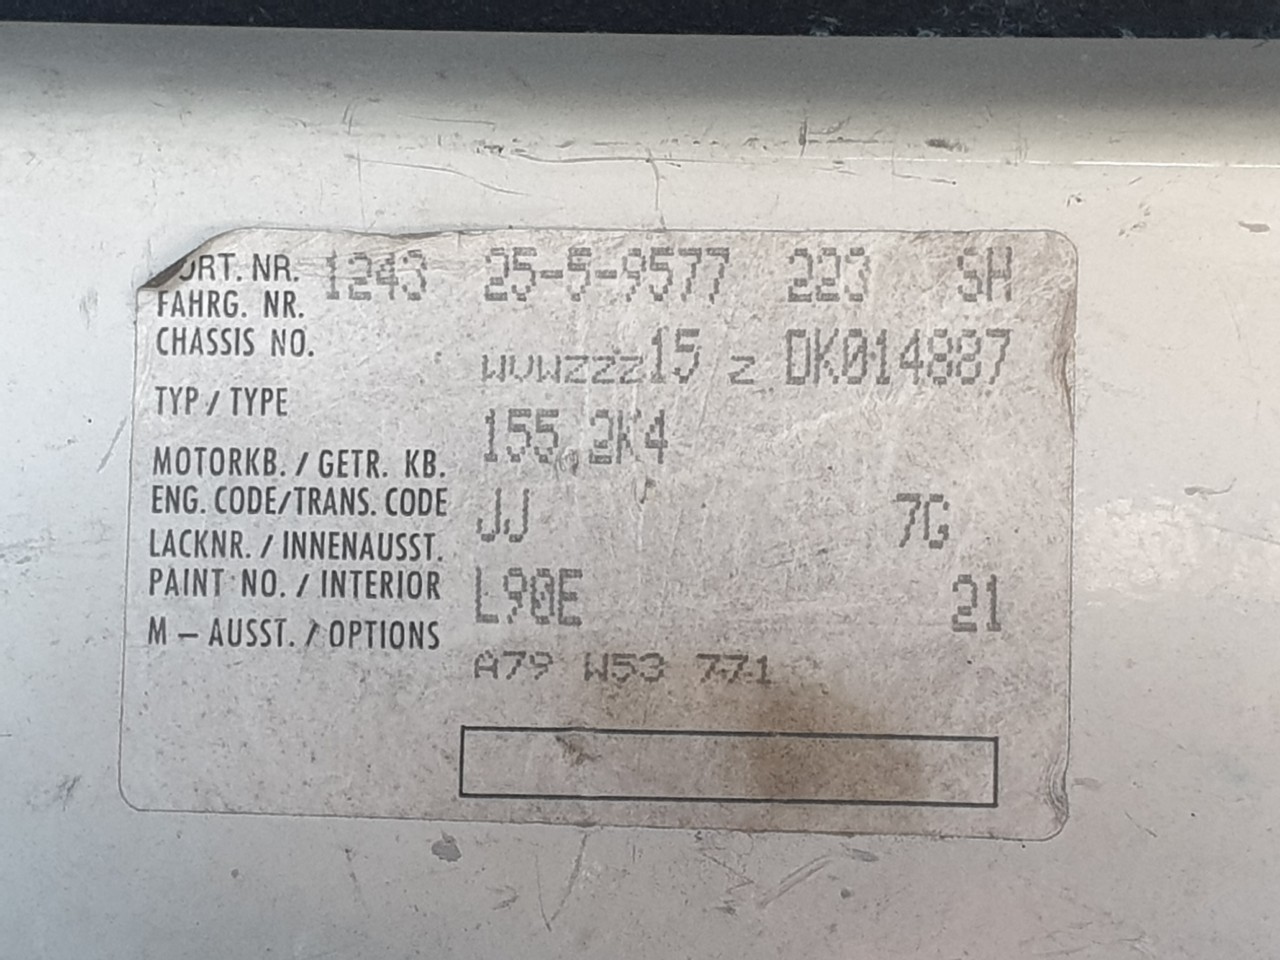 ORT. NR. 1243 25-5-9577 223 SH
FAHRG. NR.
CHASSIS NO. WVWZZZ15 Z DK014887
TYP / TYPE 155.2K4
MOTORKB. / GETR. KB.
ENG. CODE/TRANS. CODE JJ 7G
LACKNR. / INNENAUSST.
PAINT NO. / INTERIOR L90E 21
M – AUSST. / OPTIONS
A79 W53 771